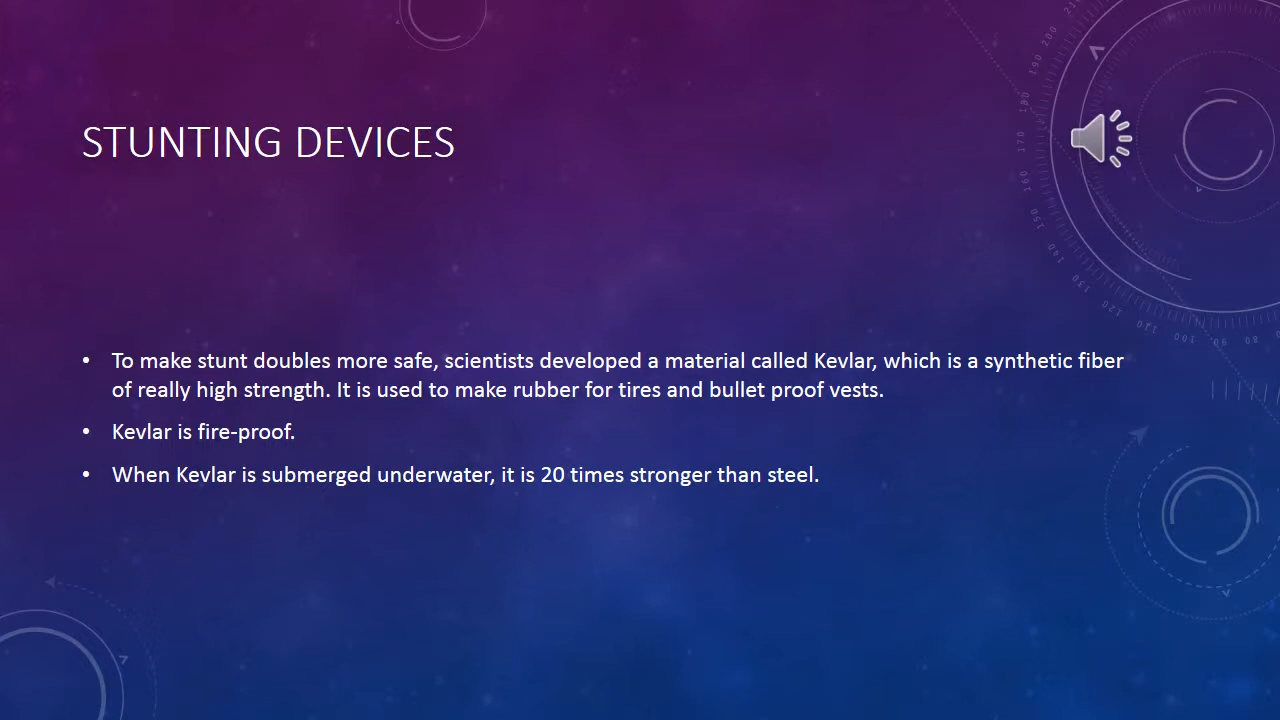 STUNTING DEVICES
• To make stunt doubles more safe, scientists developed a material called Kevlar, which is a synthetic fiber
of really high strength. It is used to make rubber for tires and bullet proof vests.
• Kevlar is fire-proof.
• When Kevlar is submerged underwater, it is 20 times stronger than steel.